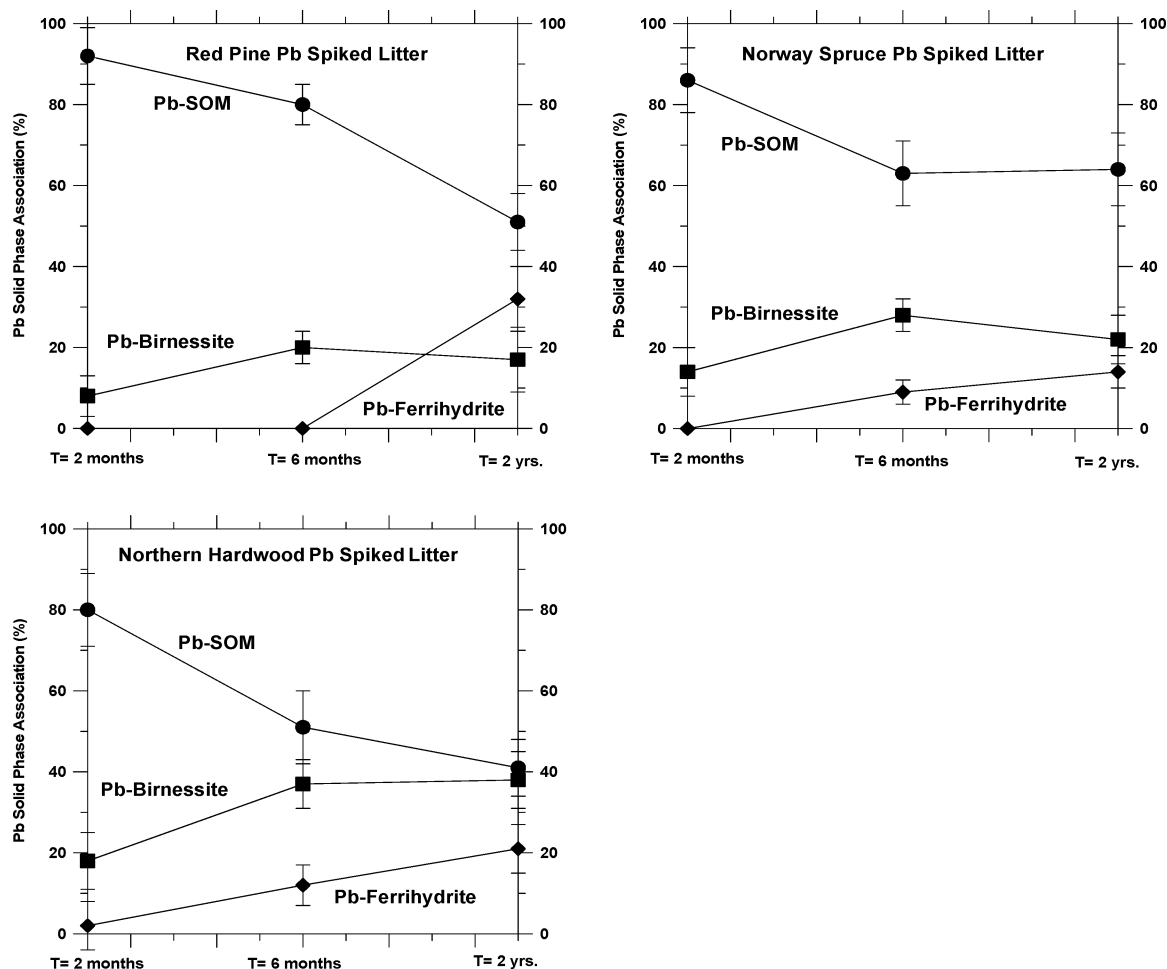 Red Pine Pb Spiked Litter
Pb Solid Phase Association (%)
100
80
60
40
20
0
100
80
60
40
20
0
Pb-SOM
Pb-Birnessite
Pb-Ferrihydrite
T= 2 months
T= 6 months
T= 2 yrs.
Norway Spruce Pb Spiked Litter
Pb Solid Phase Association (%)
100
80
60
40
20
0
100
80
60
40
20
0
Pb-SOM
Pb-Birnessite
Pb-Ferrihydrite
T= 2 months
T= 6 months
T= 2 yrs.
Northern Hardwood Pb Spiked Litter
Pb Solid Phase Association (%)
100
80
60
40
20
0
100
80
60
40
20
0
Pb-SOM
Pb-Birnessite
Pb-Ferrihydrite
T= 2 months
T= 6 months
T= 2 yrs.